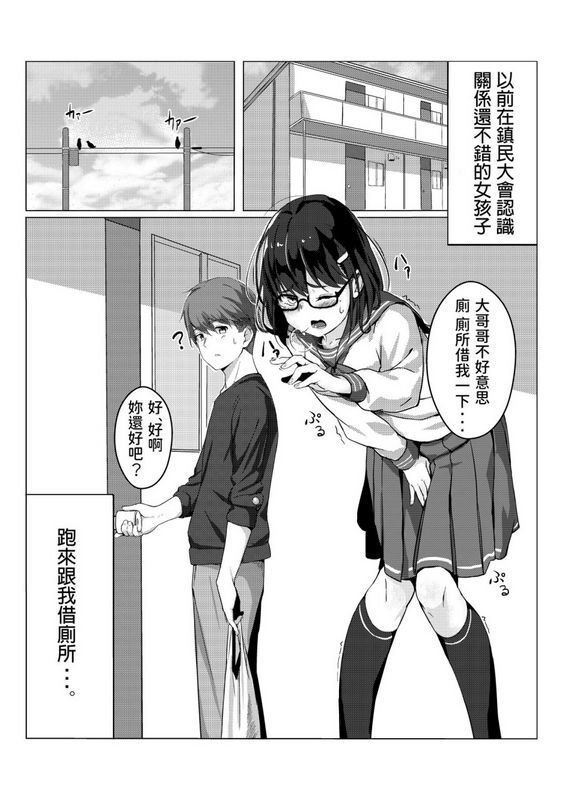 以前在鎮民大會認識
關係還不錯的女孩子
カァー
カァー
大哥哥不好意思
廁 廁所借我一下...
?
ぷる
ぷる
好、好啊
妳還好吧？
跑來跟我借廁所...。